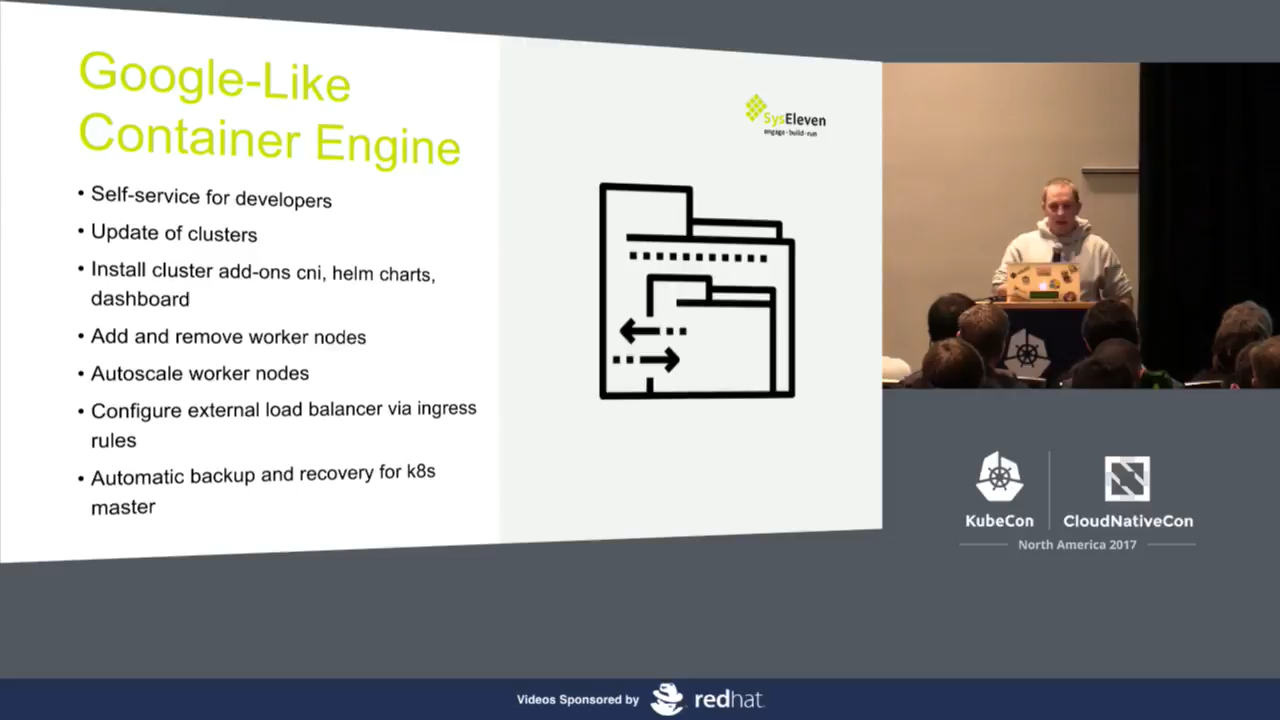 Google-Like
Container Engine
• Self-service for developers
• Update of clusters
• Install cluster add-ons cni, helm charts,
dashboard
• Add and remove worker nodes
• Autoscale worker nodes
• Configure external load balancer via ingress
rules
• Automatic backup and recovery for k8s
master
SysEleven
engage·build·run
KubeCon
CloudNativeCon
North America 2017
Videos Sponsored by
redhat